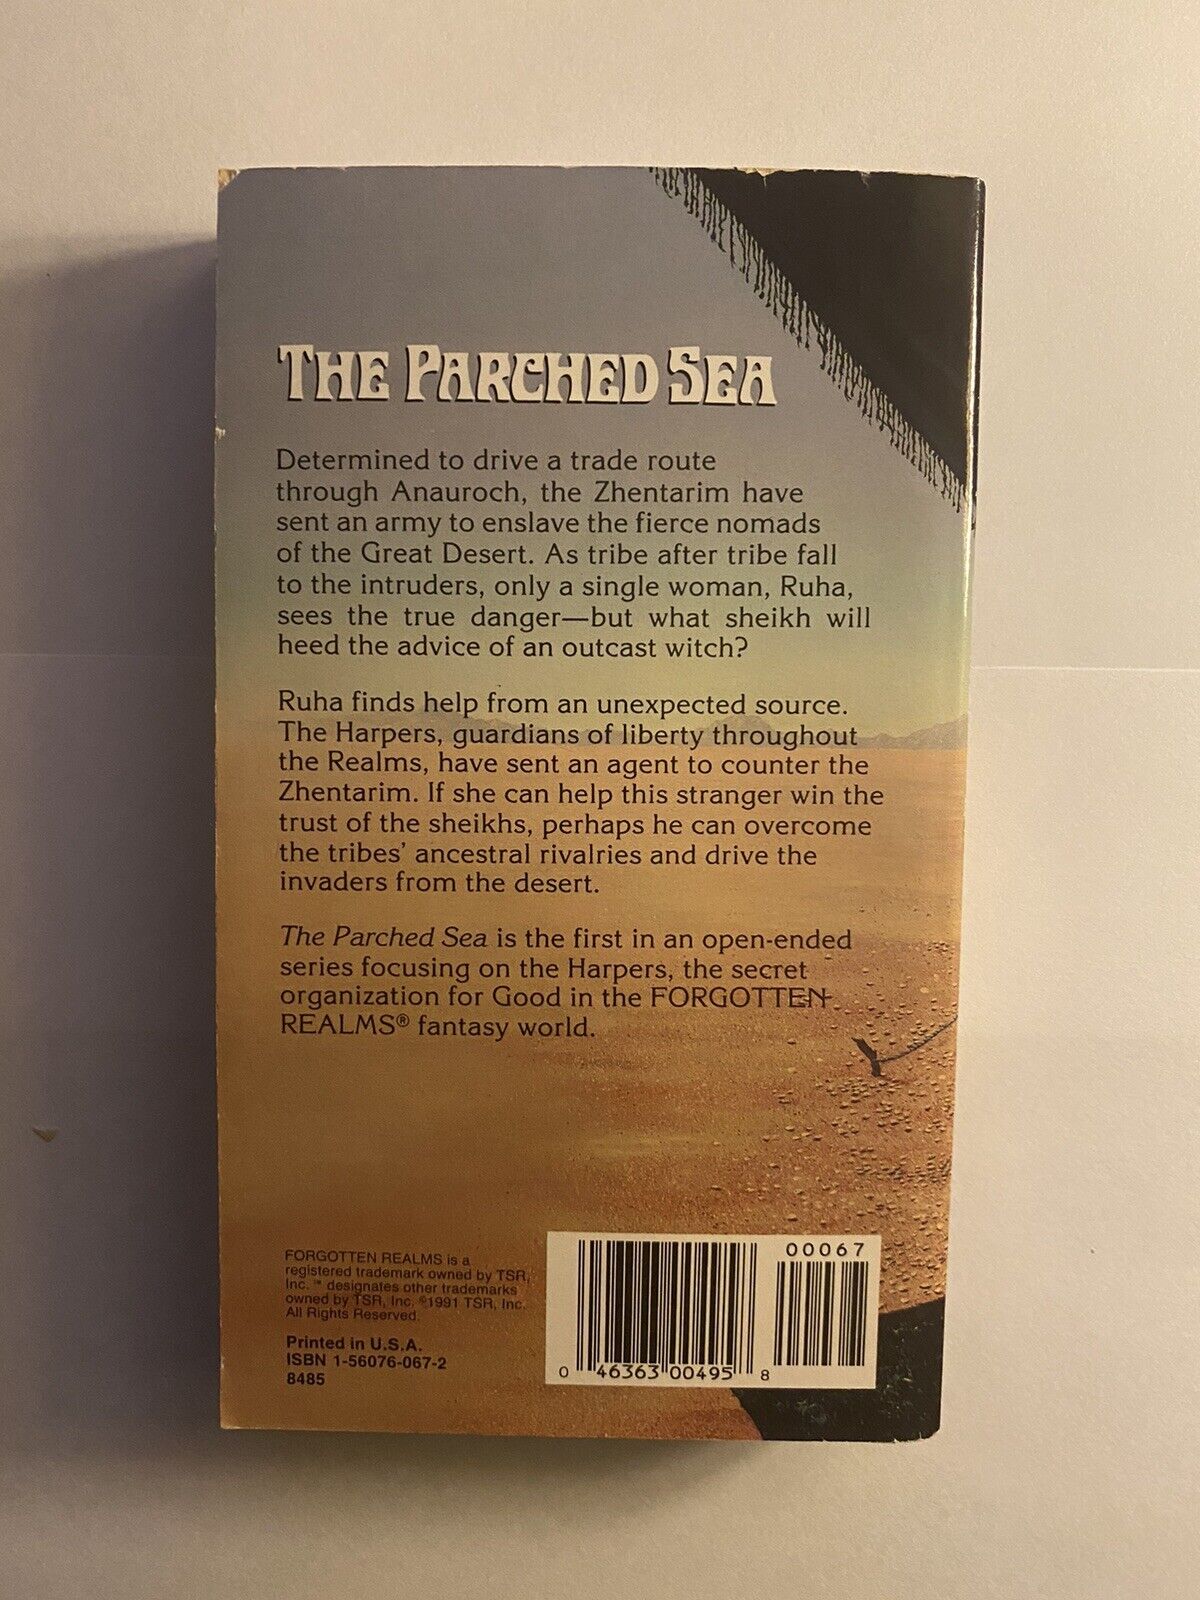 THE PARCHED SEA
Determined to drive a trade route
through Anauroch, the Zhentarim have
sent an army to enslave the fierce nomads
of the Great Desert. As tribe after tribe fall
to the intruders, only a single woman, Ruha,
sees the true danger—but what sheikh will
heed the advice of an outcast witch?
Ruha finds help from an unexpected source.
The Harpers, guardians of liberty throughout
the Realms, have sent an agent to counter the
Zhentarim. If she can help this stranger win the
trust of the sheikhs, perhaps he can overcome
the tribes' ancestral rivalries and drive the
invaders from the desert.
The Parched Sea is the first in an open-ended
series focusing on the Harpers, the secret
organization for Good in the FORGOTTEN
REALMS® fantasy world.
FORGOTTEN REALMS is a
registered trademark owned by TSR,
Inc. ™ designates other trademarks
owned by TSR, Inc. ©1991 TSR, Inc.
All Rights Reserved.
Printed in U.S.A.
ISBN 1-56076-067-2
8485
00067
0 46363 00495 8